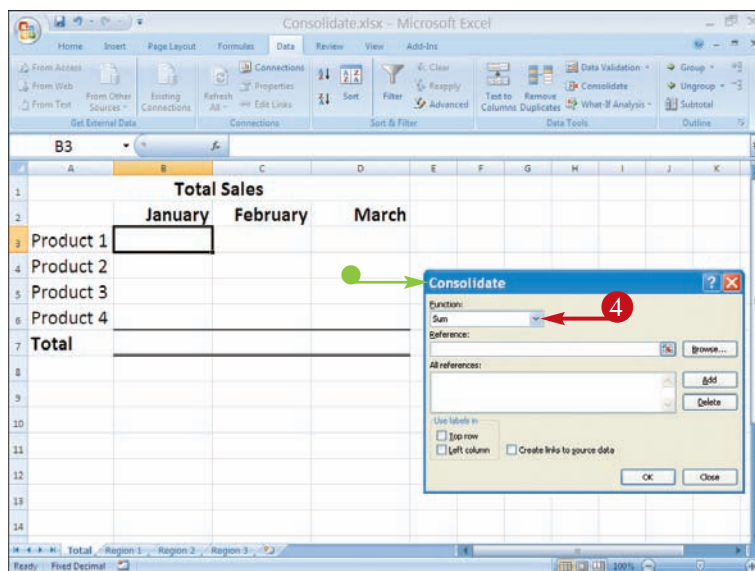 Consolidate.xlsx - Microsoft Excel
Home Insert Page Layout Formulas Data Review View Add-Ins
From Access
From Web
From Text
From Other Sources
Existing Connections
Refresh All
Connections
Properties
Edit Links
Sort
Filter
Clear
Reapply
Advanced
Text to Columns
Remove Duplicates
Data Validation
Consolidate
What-If Analysis
Group
Ungroup
Subtotal
Get External Data Connections Sort & Filter Data Tools Outline
B3 fx
A B C D E F G H I J K
1 Total Sales
2 January February March
3 Product 1
4 Product 2
5 Product 3
6 Product 4
7 Total
8
9
10
11
12
13
14
Consolidate ? X
Function:
Sum
4
Reference:
Browse...
All references:
Add
Delete
Use labels in
Top row
Left column
Create links to source data
OK Close
Total Region 1 Region 2 Region 3
Ready Fixed Decimal 100%